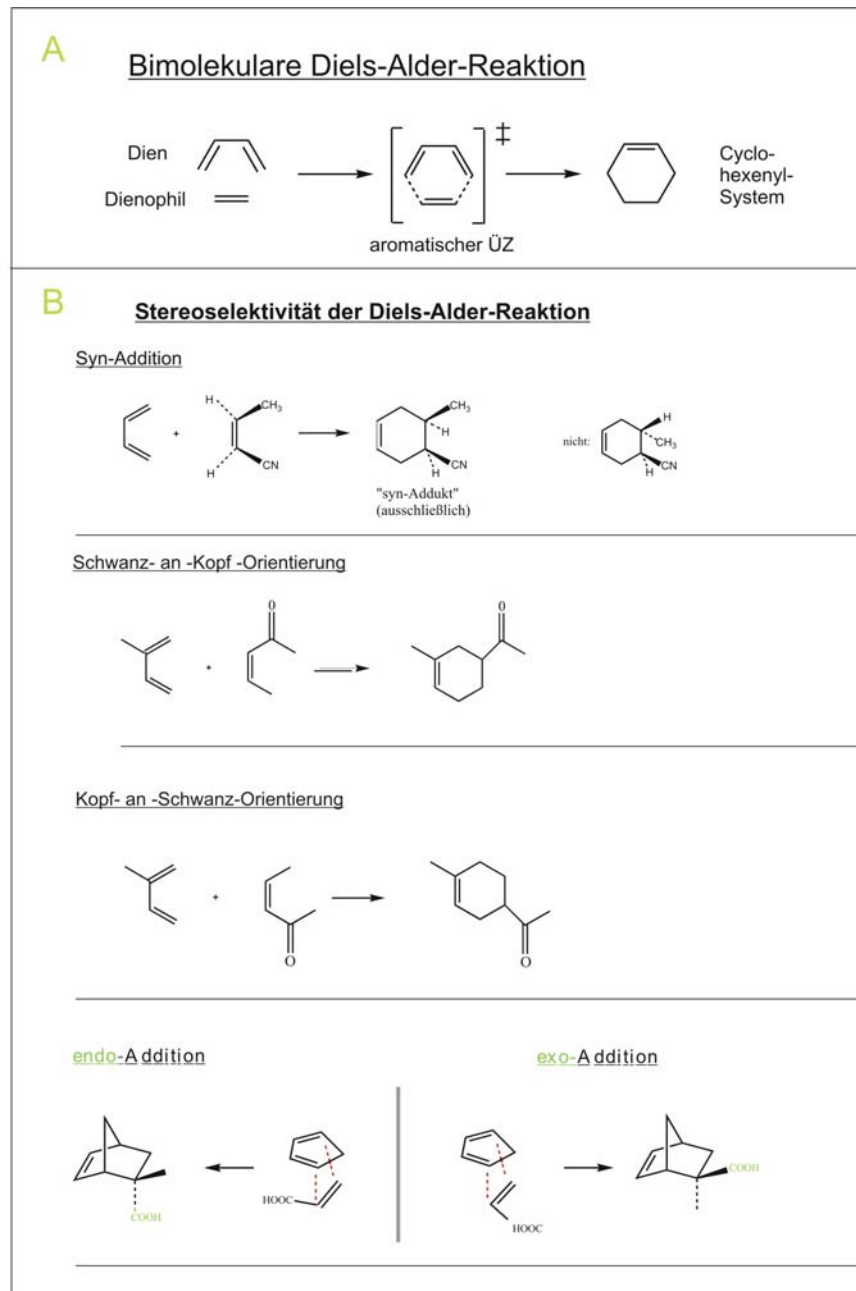 A
Bimolekulare Diels-Alder-Reaktion
Dien
Dienophil
‡
aromatischer ÜZ
Cyclo-
hexenyl-
System
B
Stereoselektivität der Diels-Alder-Reaktion
Syn-Addition
H
CH3
+
H
CN
CH3
H
CN
H
"syn-Addukt"
(ausschließlich)
nicht:
H
CH3
CN
H
Schwanz- an -Kopf -Orientierung
O
+
O
Kopf- an -Schwanz-Orientierung
+
O
O
endo-Addition
exo-Addition
COOH
HOOC
HOOC
COOH